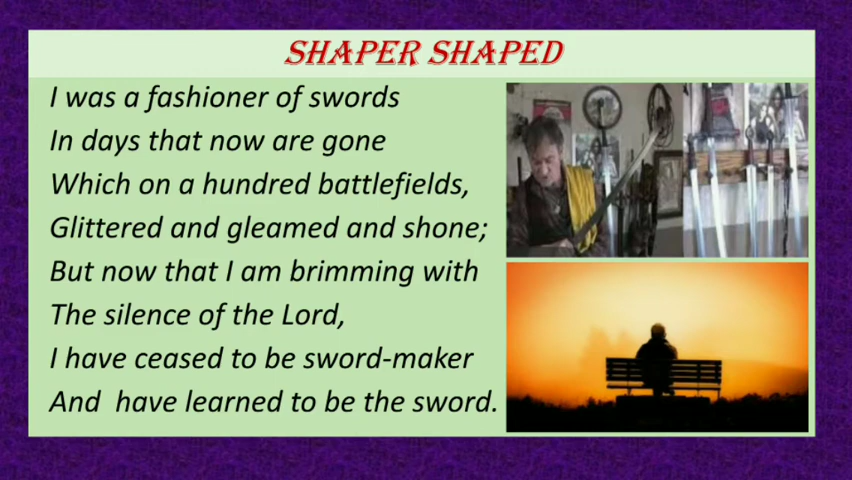 SHAPER SHAPED
I was a fashioner of swords
In days that now are gone
Which on a hundred battlefields,
Glittered and gleamed and shone;
But now that I am brimming with
The silence of the Lord,
I have ceased to be sword-maker
And have learned to be the sword.